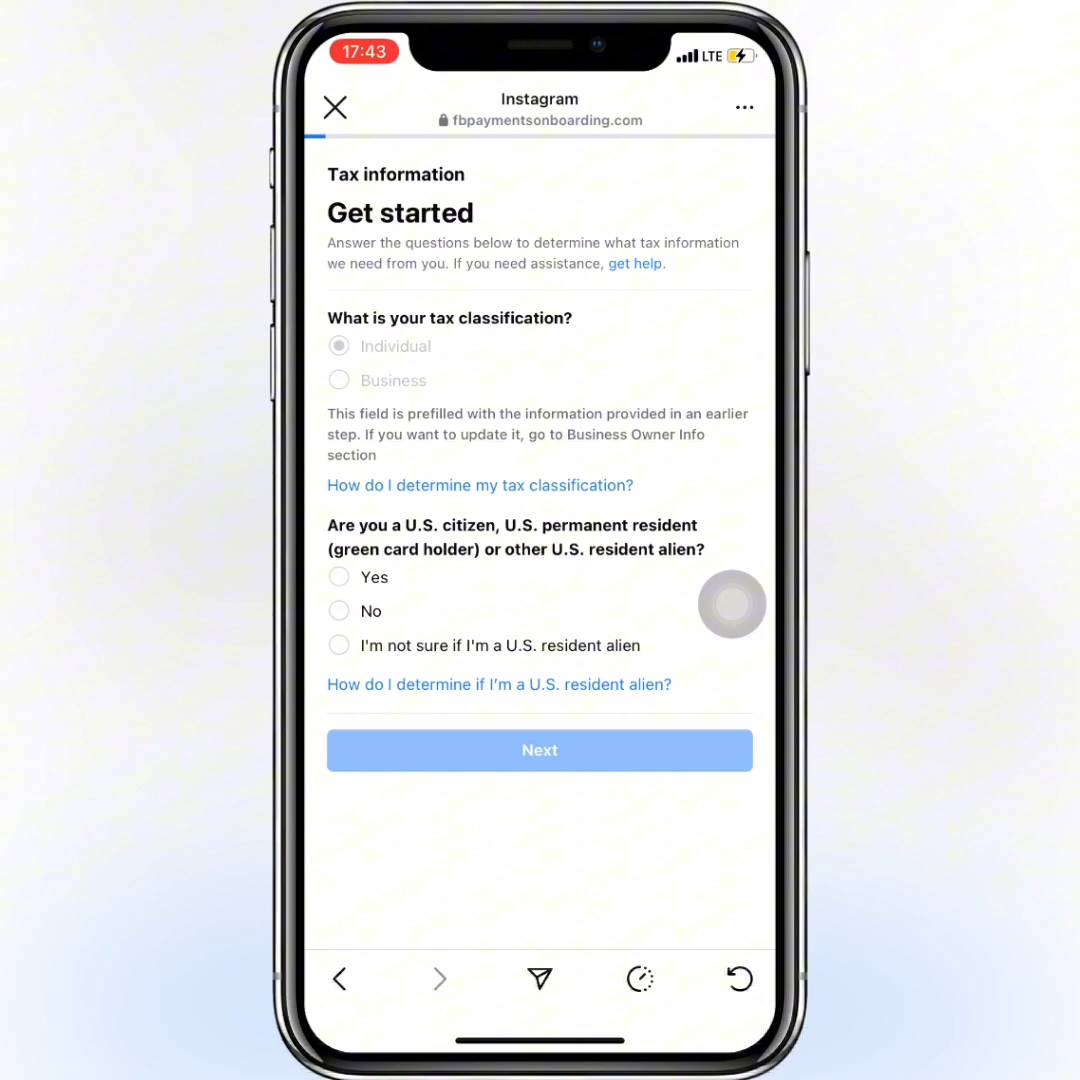 17:43
LTE
Instagram
fbpaymentsonboarding.com
Tax information
Get started
Answer the questions below to determine what tax information
we need from you. If you need assistance, get help.
What is your tax classification?
Individual
Business
This field is prefilled with the information provided in an earlier
step. If you want to update it, go to Business Owner Info
section
How do I determine my tax classification?
Are you a U.S. citizen, U.S. permanent resident
(green card holder) or other U.S. resident alien?
Yes
No
I'm not sure if I'm a U.S. resident alien
How do I determine if I’m a U.S. resident alien?
Next